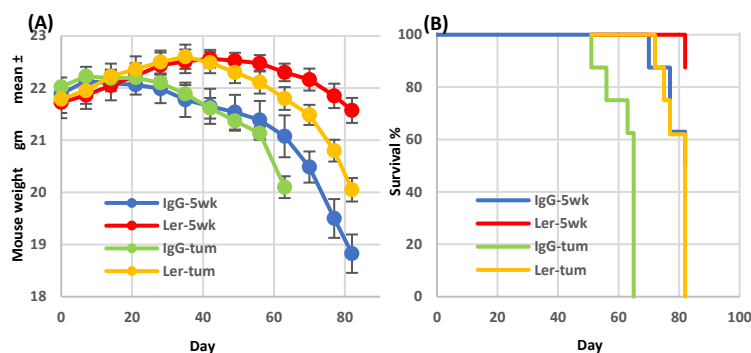 (A)
23
22
21
20
19
18
Mouse weight gm mean ±
IgG-5wk
Ler-5wk
IgG-tum
Ler-tum
0 20 40 60 80
Day
(B)
100
80
60
40
20
0
Survival %
IgG-5wk
Ler-5wk
IgG-tum
Ler-tum
0 20 40 60 80 100
Day